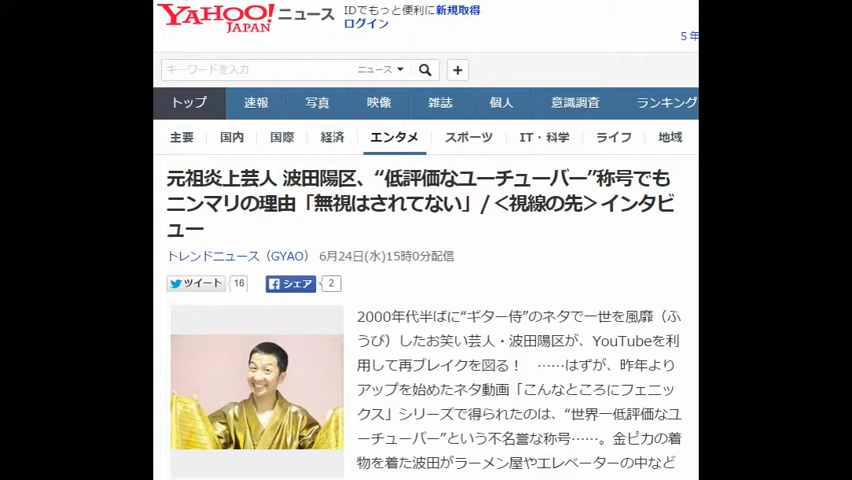 YAHOO! JAPAN ニュース
IDでもっと便利に新規取得
ログイン
5年
キーワードを入力 ニュース
トップ 速報 写真 映像 雑誌 個人 意識調査 ランキング
主要 国内 国際 経済 エンタメ スポーツ IT・科学 ライフ 地域
元祖炎上芸人 波田陽区、“低評価なユーチューバー”称号でも
ニンマリの理由「無視はされてない」/＜視線の先＞インタビ
ュー
トレンドニュース（GYAO） 6月24日(水)15時0分配信
ツイート 16 シェア 2
2000年代半ばに“ギター侍”のネタで一世を風靡（ふ
うび）したお笑い芸人・波田陽区が、YouTubeを利
用して再ブレイクを図る！　……はずが、昨年より
アップを始めたネタ動画「こんなところにフェニッ
クス」シリーズで得られたのは、“世界一低評価なユ
ーチューバー”という不名誉な称号……。金ピカの着
物を着た波田がラーメン屋やエレベーターの中など